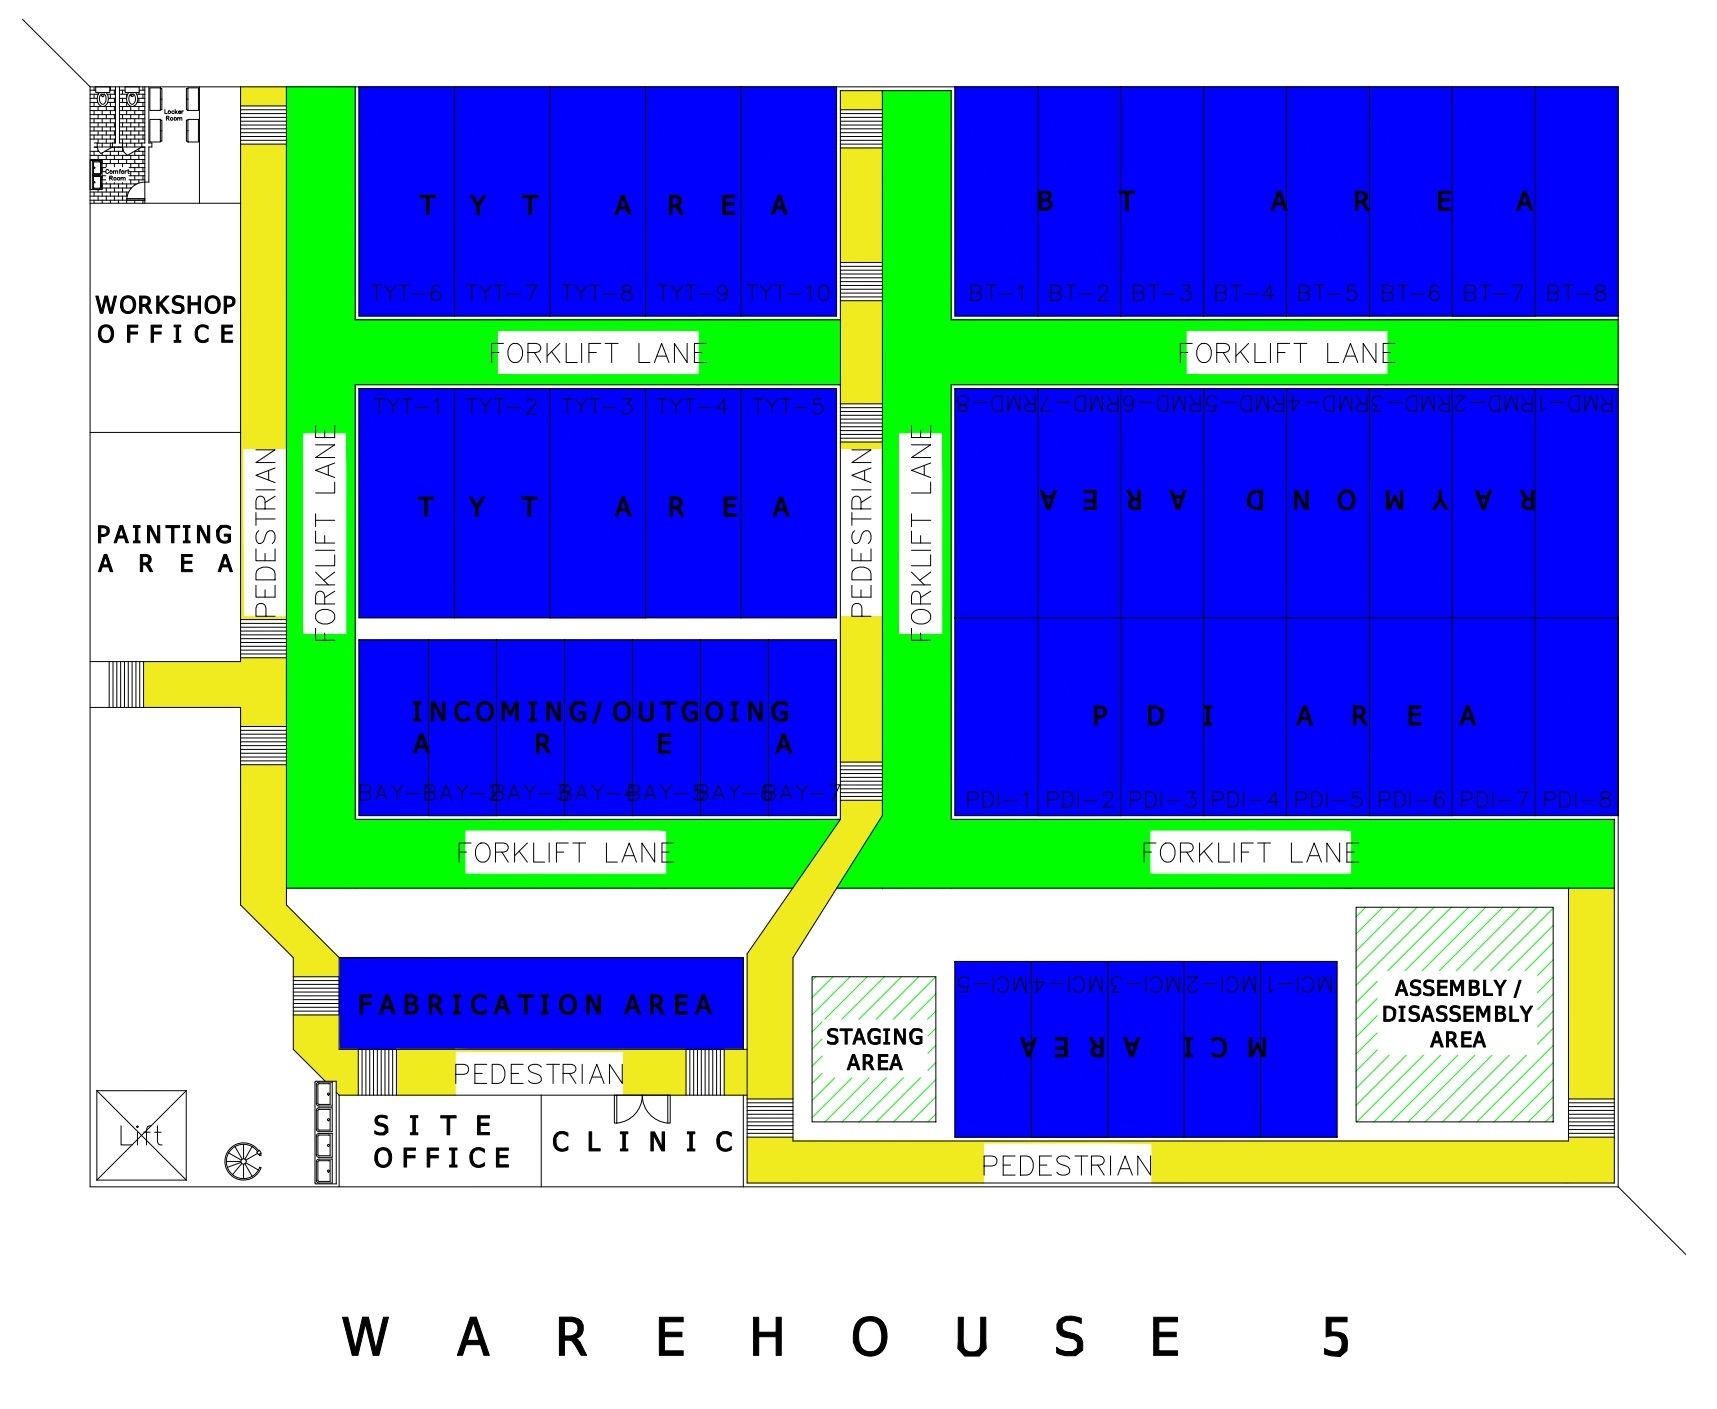 Locker
Room
Comfort
Room
WORKSHOP
OFFICE
PAINTING
AREA
PEDESTRIAN
FORKLIFT LANE
TYT AREA
TYT-6 TYT-7 TYT-8 TYT-9 TYT-10
FORKLIFT LANE
TYT-1 TYT-2 TYT-3 TYT-4 TYT-5
TYT AREA
INCOMING/OUTGOING
AREA
BAY-1 BAY-2 BAY-3 BAY-4 BAY-5 BAY-6 BAY-7
FORKLIFT LANE
PEDESTRIAN
FORKLIFT LANE
BT AREA
BT-1 BT-2 BT-3 BT-4 BT-5 BT-6 BT-7 BT-8
FORKLIFT LANE
RMD-1 RMD-2 RMD-3 RMD-4 RMD-5 RMD-6 RMD-7 RMD-8
RAYMOND AREA
PDI AREA
PDI-1 PDI-2 PDI-3 PDI-4 PDI-5 PDI-6 PDI-7 PDI-8
FORKLIFT LANE
FABRICATION AREA
PEDESTRIAN
SITE
OFFICE
CLINIC
Lift
STAGING
AREA
MCI-1 MCI-2 MCI-3 MCI-4 MCI-5
MCI AREA
ASSEMBLY /
DISASSEMBLY
AREA
PEDESTRIAN
WAREHOUSE 5